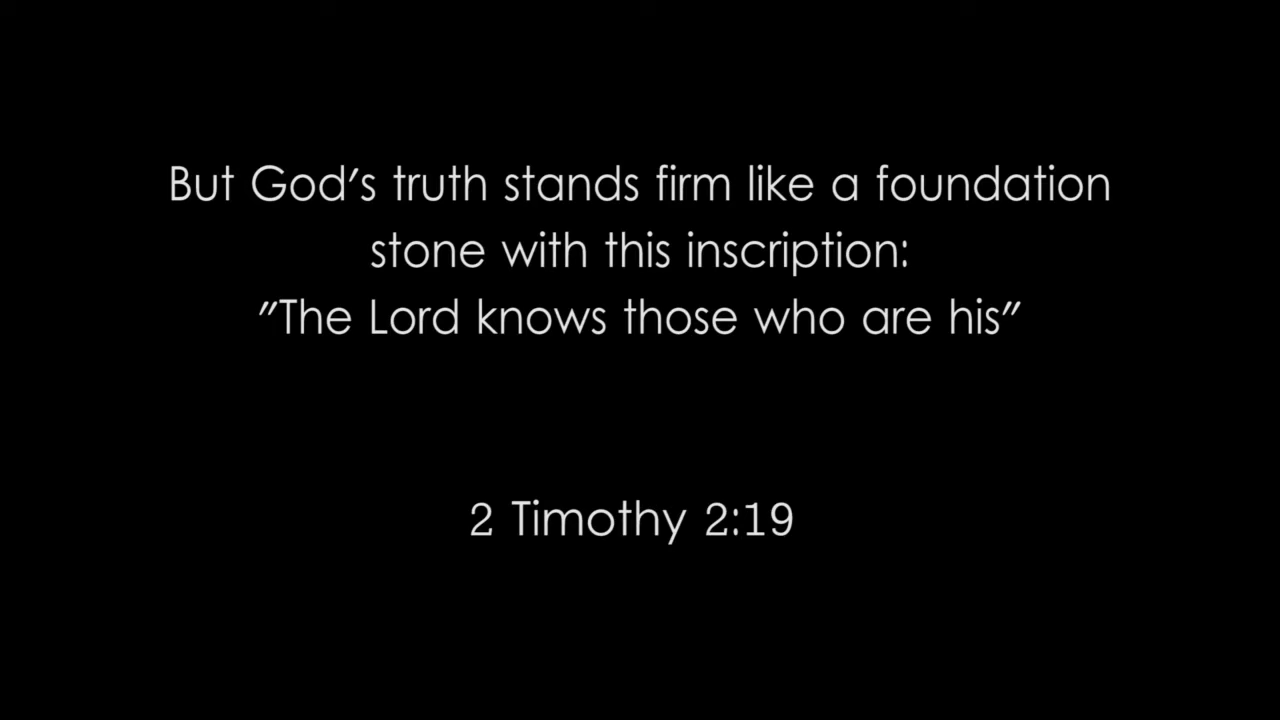 But God's truth stands firm like a foundation
stone with this inscription:
"The Lord knows those who are his"
2 Timothy 2:19